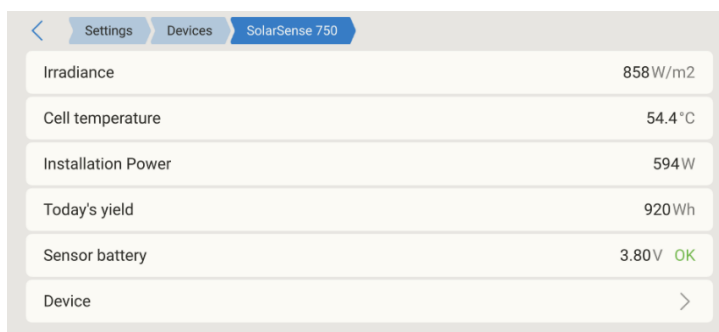 Settings Devices SolarSense 750
Irradiance 858W/m2
Cell temperature 54.4°C
Installation Power 594W
Today's yield 920Wh
Sensor battery 3.80V OK
Device